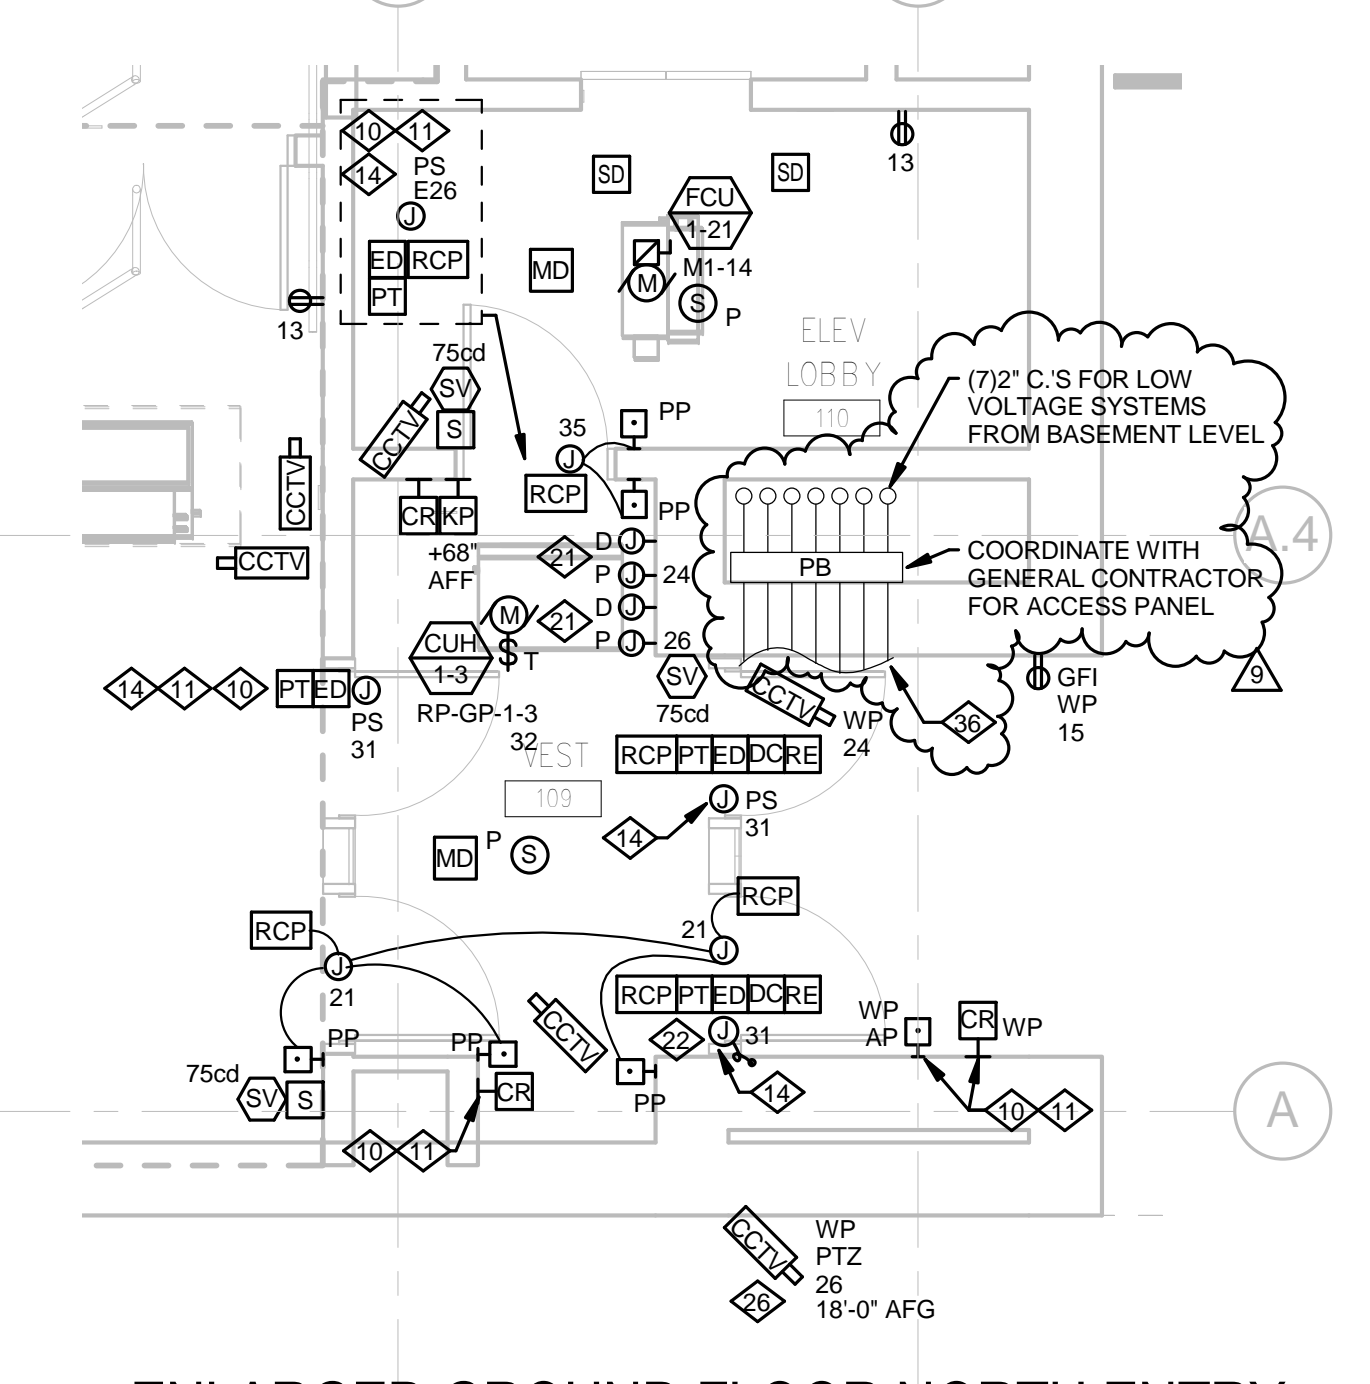 10 11
14 PS
E26
J
ED RCP
PT
SD
SD
13
FCU
1-21
MD
M
M1-14
S P
13
ELEV
LOBBY
110
75cd
SV
S
CCTV
CCTV
CCTV
35
J
PP
RCP
PP
CR KP
+68"
AFF
(7)2" C.'S FOR LOW
VOLTAGE SYSTEMS
FROM BASEMENT LEVEL
A.4
PB
COORDINATE WITH
GENERAL CONTRACTOR
FOR ACCESS PANEL
21
D J
P J 24
D J
P J 26
21
M
$ T
CUH
1-3
RP-GP-1-3
32
14 11 10 PT ED J
PS
31
SV
75cd
CCTV WP
24
36
GFI
WP
15
9
VEST
109
RCP PT ED DC RE
J PS
31
14
MD P S
RCP
RCP
J
21
21
J
RCP PT ED DC RE
22 J 31
14
WP
AP
CR WP
10 11
CCTV
PP
PP
PP
75cd
SV S
CR
10 11
A
CCTV
WP
PTZ
26
18'-0" AFG
26
ENLARGED GROUND FLOOR NORTH ENTRY